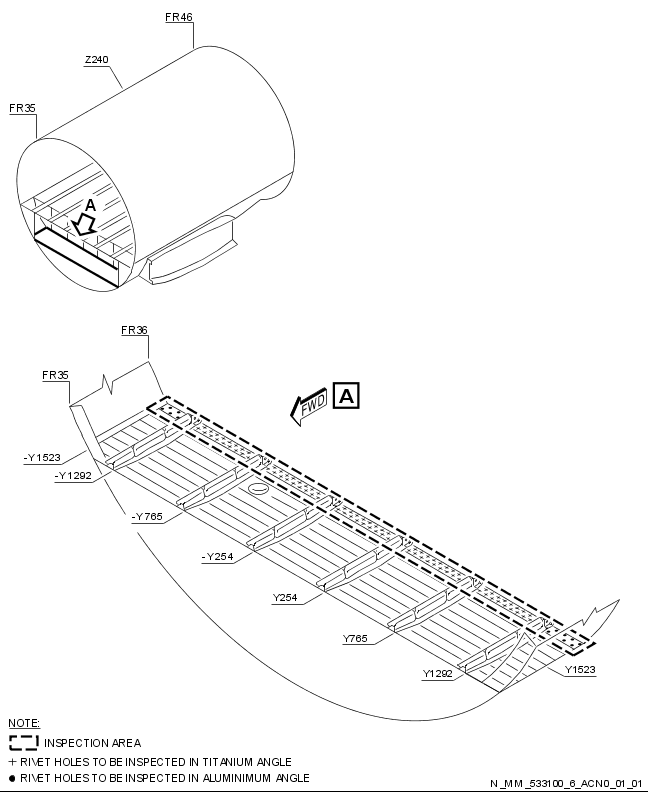 FR46
Z240
FR35
A
FR36
FR35
FWD
A
-Y1523
-Y1292
-Y765
-Y254
Y254
Y765
Y1292
Y1523
NOTE:
INSPECTION AREA
+ RIVET HOLES TO BE INSPECTED IN TITANIUM ANGLE
● RIVET HOLES TO BE INSPECTED IN ALUMINIMUM ANGLE
N_MM_533100_6_ACN0_01_01